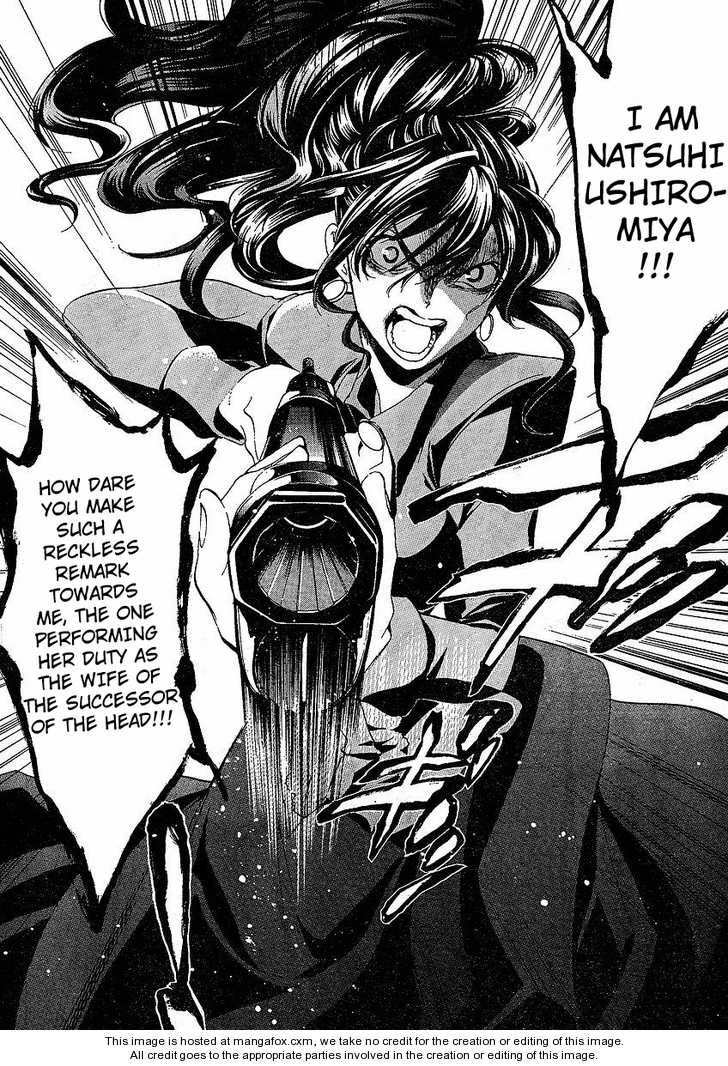 I AM
NATSUHI
USHIRO-
MIYA
!!!
HOW DARE
YOU MAKE
SUCH A
RECKLESS
REMARK
TOWARDS
ME, THE ONE
PERFORMING
HER DUTY AS
THE WIFE OF
THE SUCCESSOR
OF THE HEAD!!!
This image is hosted at mangafox.cxm, we take no credit for the creation or editing of this image.
All credit goes to the appropriate parties involved in the creation or editing of this image.